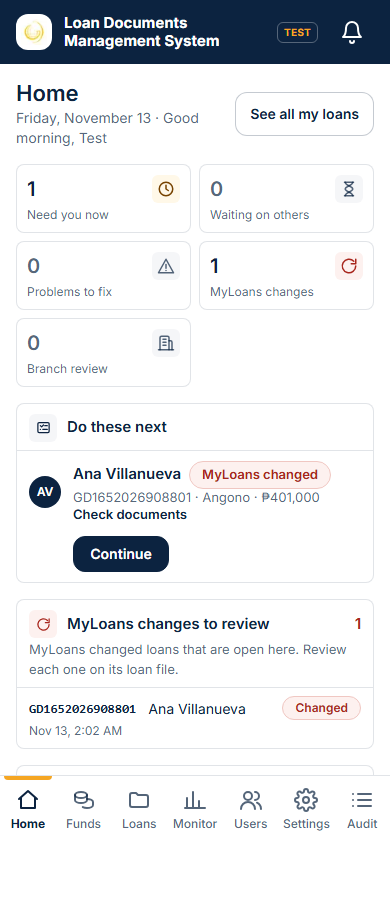 Loan Documents
Management System
TEST
Home
Friday, November 13 · Good
morning, Test
See all my loans
1
Need you now
0
Waiting on others
0
Problems to fix
1
MyLoans changes
0
Branch review
Do these next
AV
Ana Villanueva
MyLoans changed
GD1652026908801 · Angono · ₱401,000
Check documents
Continue
MyLoans changes to review
1
MyLoans changed loans that are open here. Review
each one on its loan file.
GD1652026908801
Ana Villanueva
Changed
Nov 13, 2:02 AM
Home
Funds
Loans
Monitor
Users
Settings
Audit